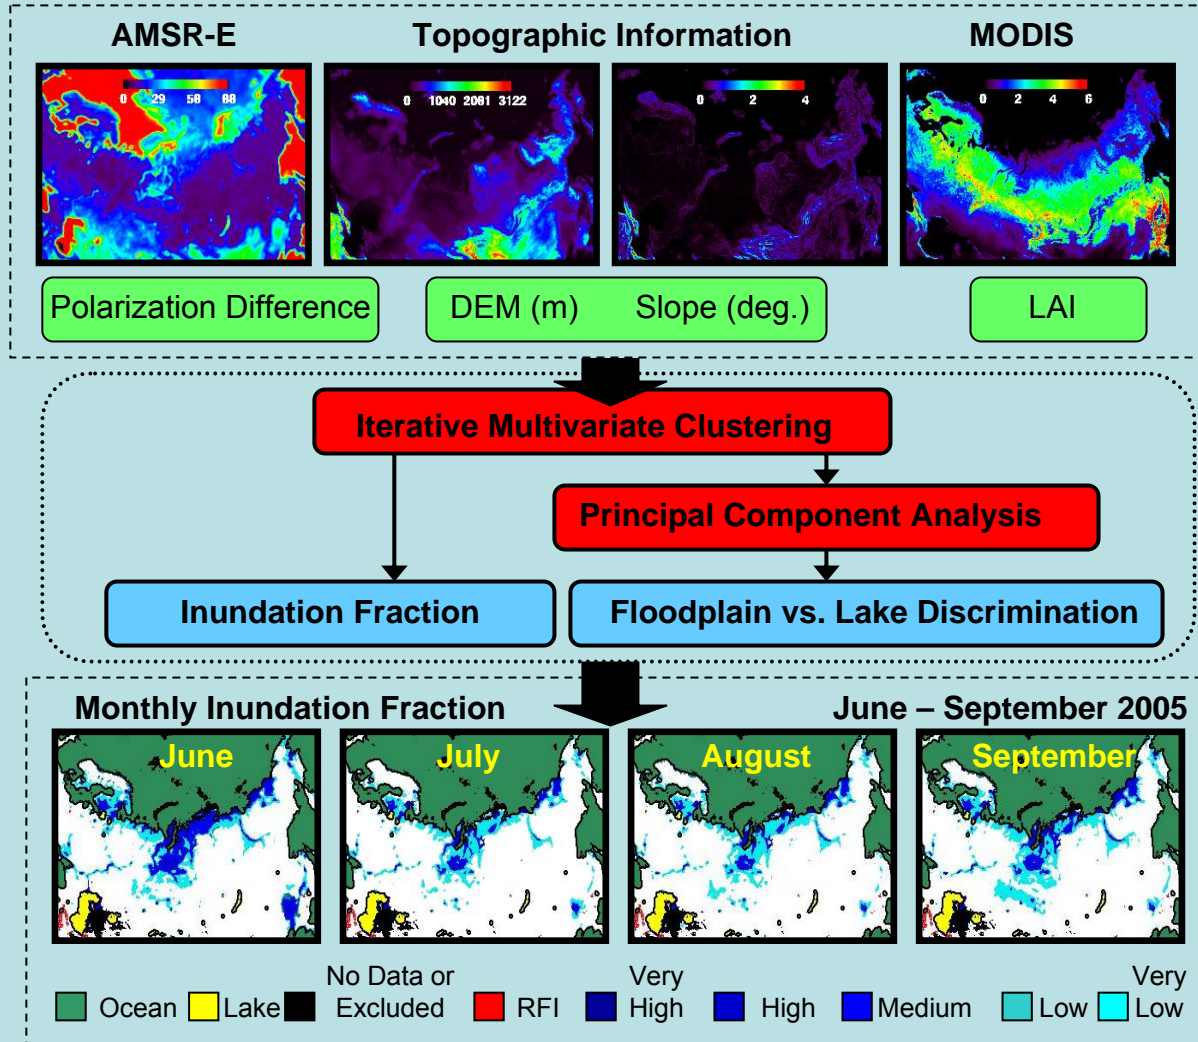 AMSR-E Topographic Information MODIS
0 29 58 88
0 1040 2081 3122
0 2 4
0 2 4 6
Polarization Difference
DEM (m) Slope (deg.)
LAI
Iterative Multivariate Clustering
Principal Component Analysis
Inundation Fraction
Floodplain vs. Lake Discrimination
Monthly Inundation Fraction June – September 2005
June July August September
Ocean
Lake
No Data or
Excluded
RFI
Very
High
High
Medium
Low
Very
Low